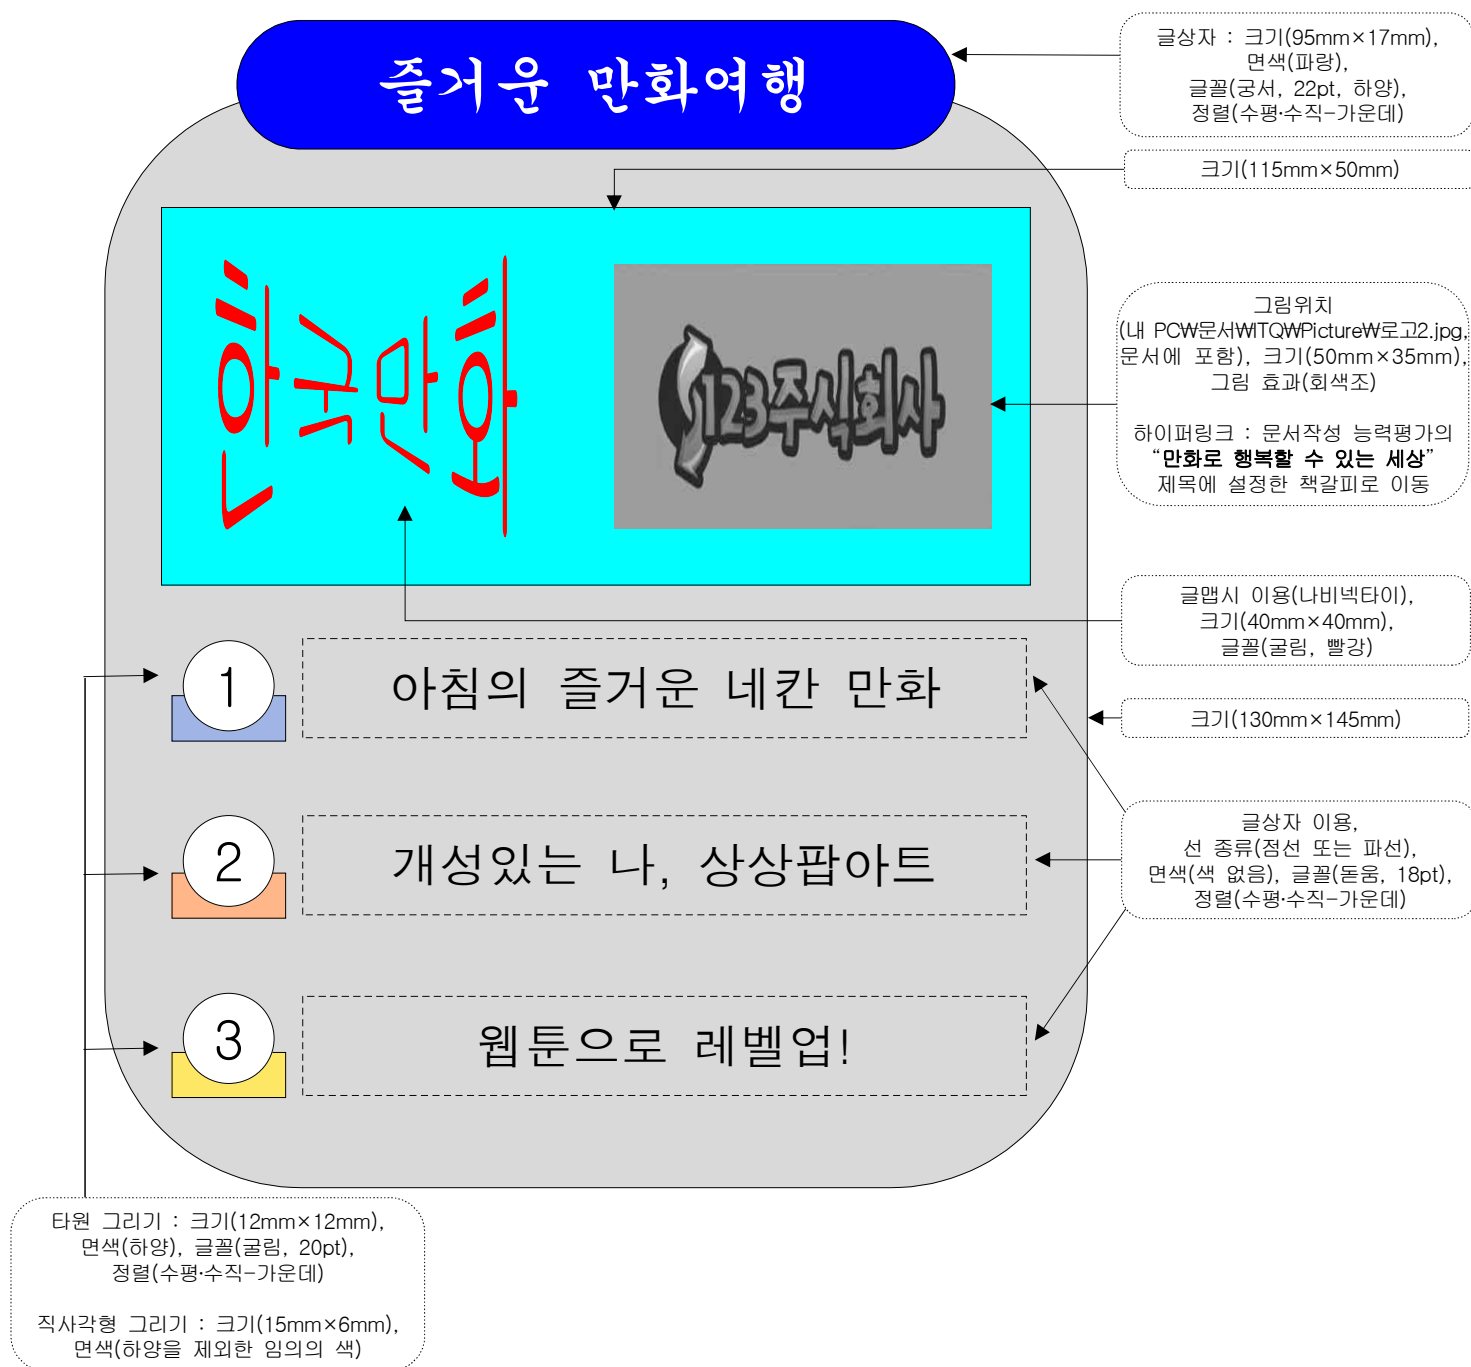 즐거운 만화여행
글상자 : 크기(95mm×17mm),
면색(파랑),
글꼴(궁서, 22pt, 하양),
정렬(수평·수직-가운데)
크기(115mm×50mm)
한국만화
123주식회사
그림위치
(내 PC₩문서₩ITQ₩Picture₩로고2.jpg,
문서에 포함), 크기(50mm×35mm),
그림 효과(회색조)
하이퍼링크 : 문서작성 능력평가의
“만화로 행복할 수 있는 세상”
제목에 설정한 책갈피로 이동
글맵시 이용(나비넥타이),
크기(40mm×40mm),
글꼴(굴림, 빨강)
1
아침의 즐거운 네칸 만화
크기(130mm×145mm)
2
개성있는 나, 상상팝아트
글상자 이용,
선 종류(점선 또는 파선),
면색(색 없음), 글꼴(돋움, 18pt),
정렬(수평·수직-가운데)
3
웹툰으로 레벨업!
타원 그리기 : 크기(12mm×12mm),
면색(하양), 글꼴(굴림, 20pt),
정렬(수평·수직-가운데)
직사각형 그리기 : 크기(15mm×6mm),
면색(하양을 제외한 임의의 색)